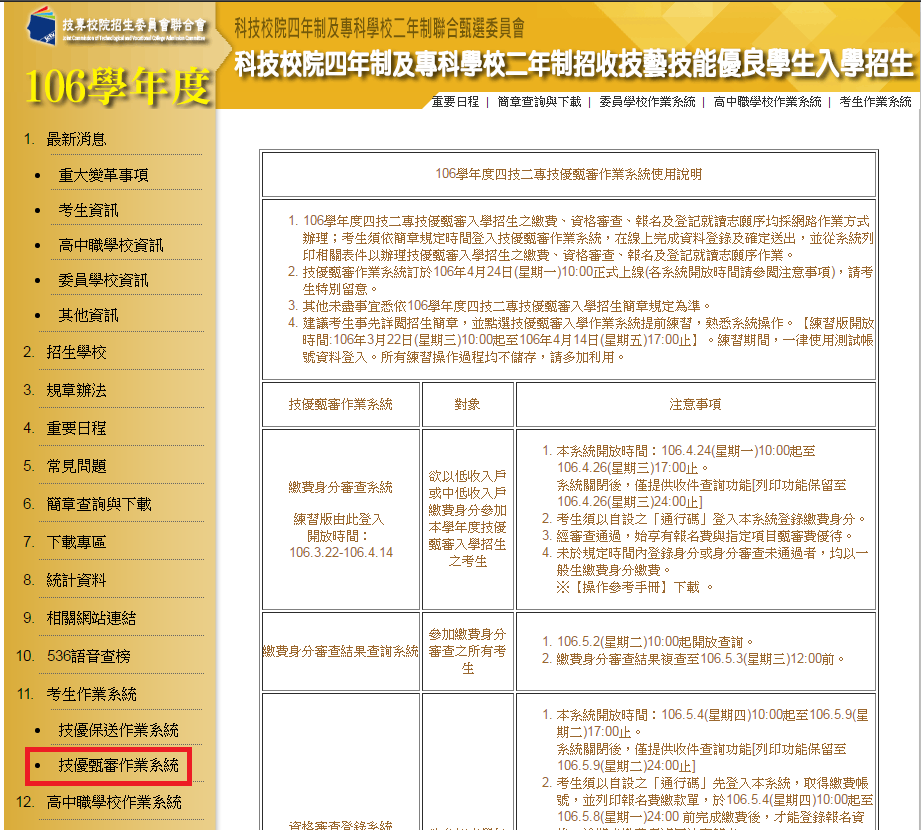 技專校院招生委員會聯合會
科技校院四年制及專科學校二年制聯合甄選委員會
106學年度
科技校院四年制及專科學校二年制招收技藝技能優良學生入學招生
重要日程 | 簡章查詢與下載 | 委員學校作業系統 | 高中職學校作業系統 | 考生作業系統
1. 最新消息
• 重大變革事項
• 考生資訊
• 高中職學校資訊
• 委員學校資訊
• 其他資訊
2. 招生學校
3. 規章辦法
4. 重要日程
5. 常見問題
6. 簡章查詢與下載
7. 下載專區
8. 統計資料
9. 相關網站連結
10. 536語音查榜
11. 考生作業系統
• 技優保送作業系統
• 技優甄審作業系統
12. 高中職學校作業系統
106學年度四技二專技優甄審作業系統使用說明
1. 106學年度四技二專技優甄審入學招生之繳費、資格審查、報名及登記就讀志願序均採網路作業方
辦理；考生須依簡章規定時間登入技優甄審作業系統，在線上完成資料登錄及確定送出，並從系統列
印相關表件以辦理技優甄審入學招生之繳費、資格審查、報名及登記就讀志願序作業。
2. 技優甄審作業系統訂於106年4月24日(星期一)10:00正式上線(各系統開放時間請參閱注意事項)，請考
生特別留意。
3. 其他未盡事宜悉依106學年度四技二專技優甄審入學招生簡章規定為準。
4. 建議考生事先詳閱招生簡章，並點選技優甄審入學作業系統提前練習，熟悉系統操作。【練習版開放
時間:106年3月22日(星期三)10:00起至106年4月14日(星期五)17:00止】。練習期間，一律使用測試帳
號資料登入。所有練習操作過程均不儲存，請多加利用。
技優甄審作業系統
對象
注意事項
繳費身分審查系統
練習版由此登入
開放時間：
106.3.22-106.4.14
欲以低收入戶
或中低收入戶
繳費身分參加
本學年度技優
甄審入學招生
之考生
1. 本系統開放時間：106.4.24(星期一)10:00起至
106.4.26(星期三)17:00止。
系統關閉後，僅提供收件查詢功能[列印功能保留至
106.4.26(星期三)24:00止]
2. 考生須以自設之「通行碼」登入本系統登錄繳費身分。
3. 經審查通過，始享有報名費與指定項目甄審費優待。
4. 未於規定時間內登錄身分或身分審查未通過者，均以一
般生繳費身分繳費。
※【操作參考手冊】下載 。
繳費身分審查結果查詢系統
參加繳費身分
審查之所有考
生
1. 106.5.2(星期二)10:00起開放查詢。
2. 繳費身分審查結果複查至106.5.3(星期三)12:00前。
1. 本系統開放時間：106.5.4(星期四)10:00起至106.5.9(星
期二)17:00止。
系統關閉後，僅提供收件查詢功能[列印功能保留至
106.5.9(星期二)24:00止]
2. 考生須以自設之「通行碼」先登入本系統，取得繳費帳
號，並列印報名費繳款單，於106.5.4(星期四)10:00起至
106.5.8(星期一)24:00 前完成繳費後，才能登錄報名資
資格審查登錄系統